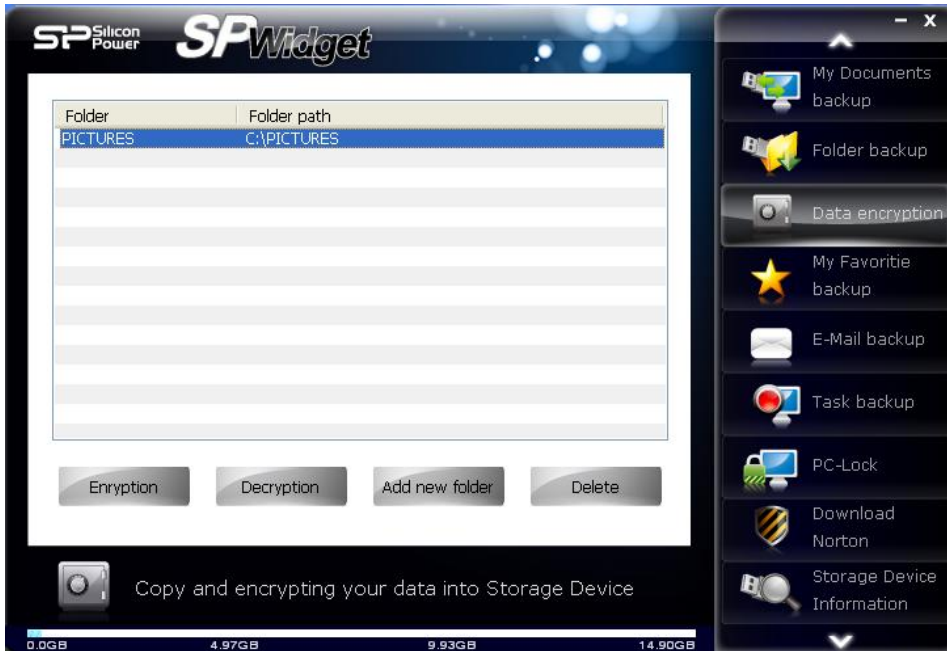 SP Silicon Power
SPWidget
- X
Folder Folder path
PICTURES C:\PICTURES
Enryption Decryption Add new folder Delete
Copy and encrypting your data into Storage Device
0.0GB 4.97GB 9.93GB 14.90GB
My Documents
backup
Folder backup
Data encryption
My Favoritie
backup
E-Mail backup
Task backup
PC-Lock
Download
Norton
Storage Device
Information